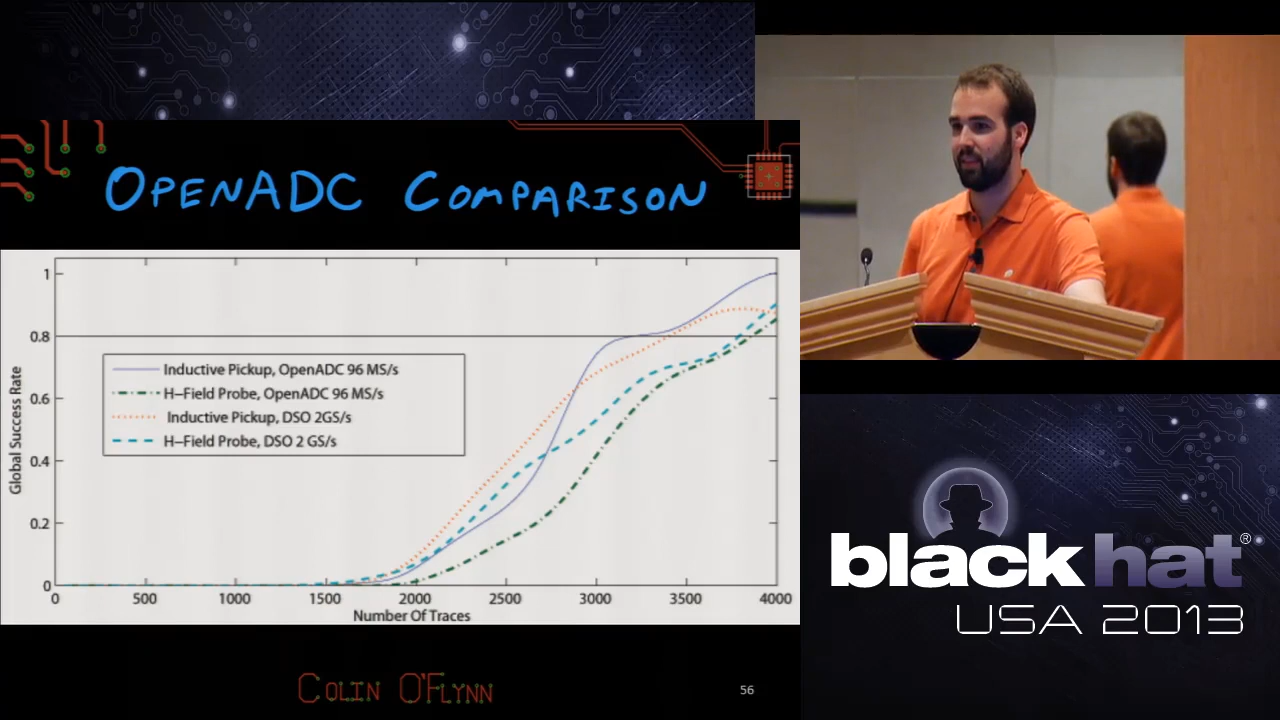 OPENADC COMPARISON
1
0.8
0.6
0.4
0.2
0
Global Success Rate
Inductive Pickup, OpenADC 96 MS/s
H-Field Probe, OpenADC 96 MS/s
Inductive Pickup, DSO 2GS/s
H-Field Probe, DSO 2 GS/s
0 500 1000 1500 2000 2500 3000 3500 4000
Number Of Traces
COLIN O'FLYNN
56
black hat®
USA 2013